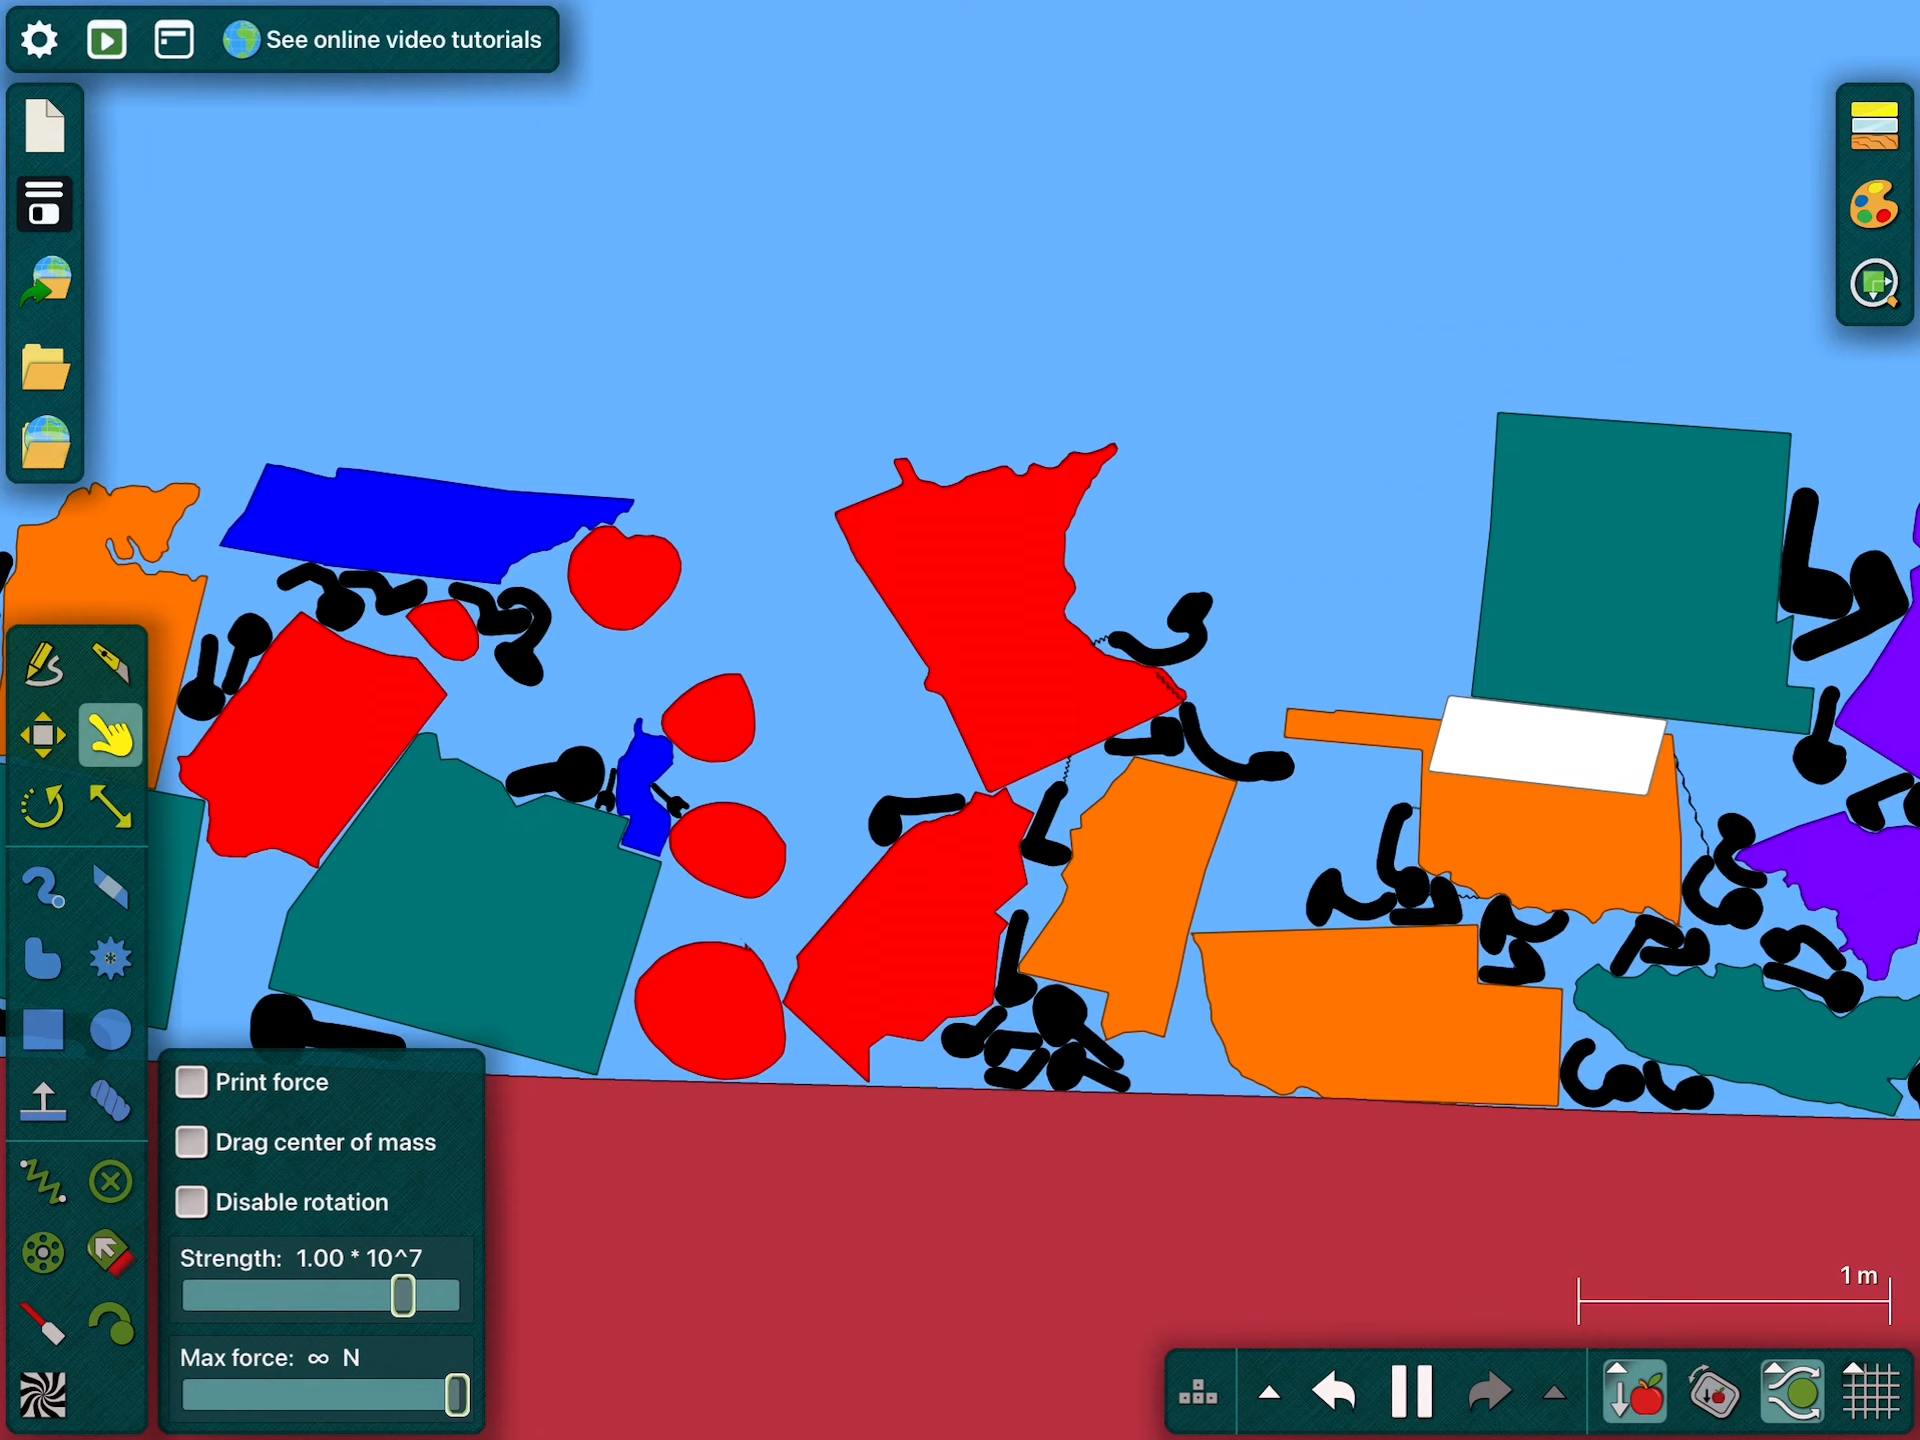 See online video tutorials
Print force
Drag center of mass
Disable rotation
Strength: 1.00 * 10^7
Max force: ∞ N
1 m